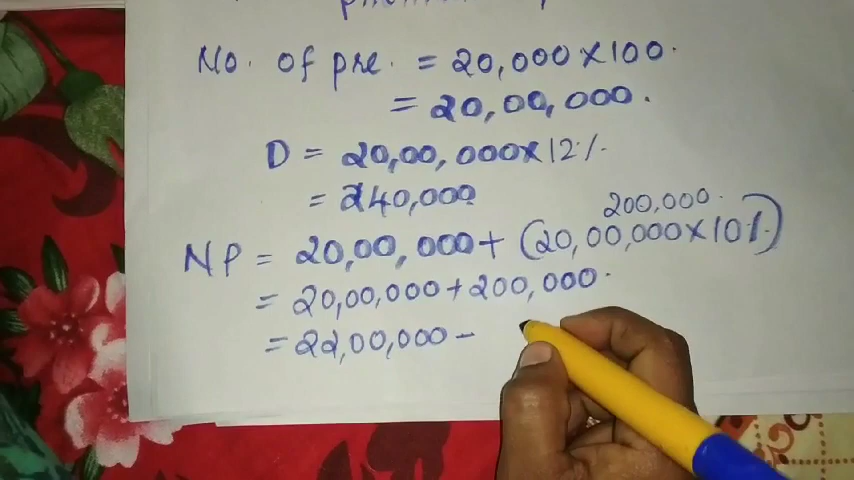 No. of pre. = 20,000 × 100.
= 20,00,000.
D = 20,00,000 × 12%
= 240,000
200,000.
NP = 20,00,000 + (20,00,000 × 10%)
= 20,00,000 + 200,000.
= 22,00,000 -